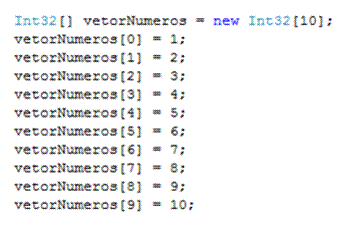 Int32[] vetorNumeros = new Int32[10];
vetorNumeros[0] = 1;
vetorNumeros[1] = 2;
vetorNumeros[2] = 3;
vetorNumeros[3] = 4;
vetorNumeros[4] = 5;
vetorNumeros[5] = 6;
vetorNumeros[6] = 7;
vetorNumeros[7] = 8;
vetorNumeros[8] = 9;
vetorNumeros[9] = 10;